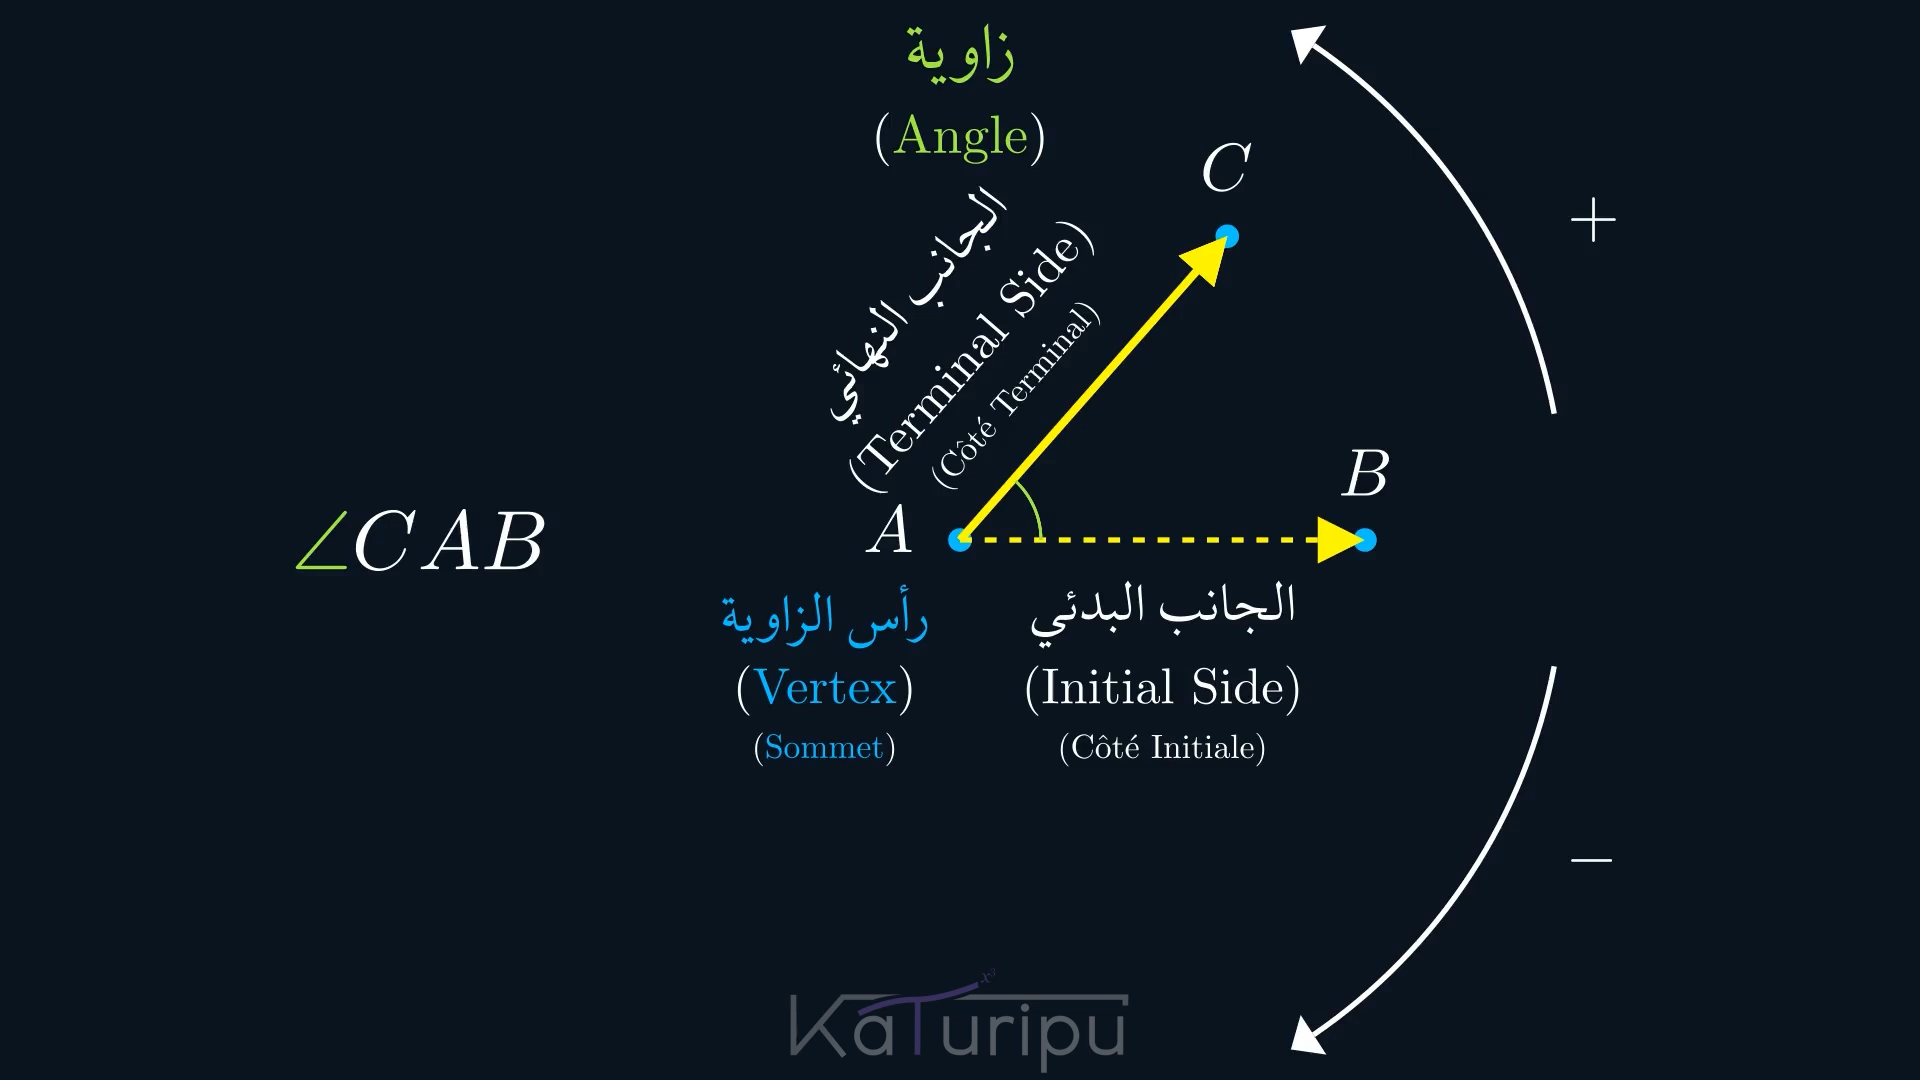 زاوية
(Angle)
C
+
الجانب النهائي
(Terminal Side)
(Côté Terminal)
B
A
∠CAB
رأس الزاوية
(Vertex)
(Sommet)
الجانب البدئي
(Initial Side)
(Côté Initiale)
−
x³
KaTuripu